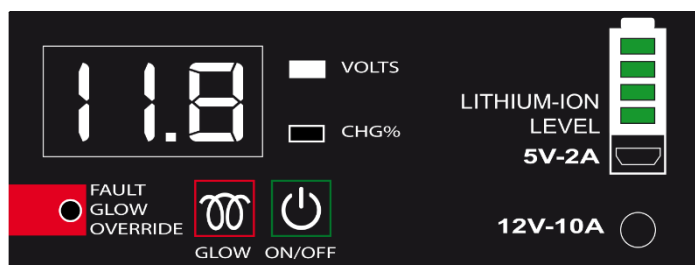 11.8
VOLTS
CHG%
LITHIUM-ION
LEVEL
5V-2A
FAULT
GLOW
OVERRIDE
GLOW
ON/OFF
12V-10A